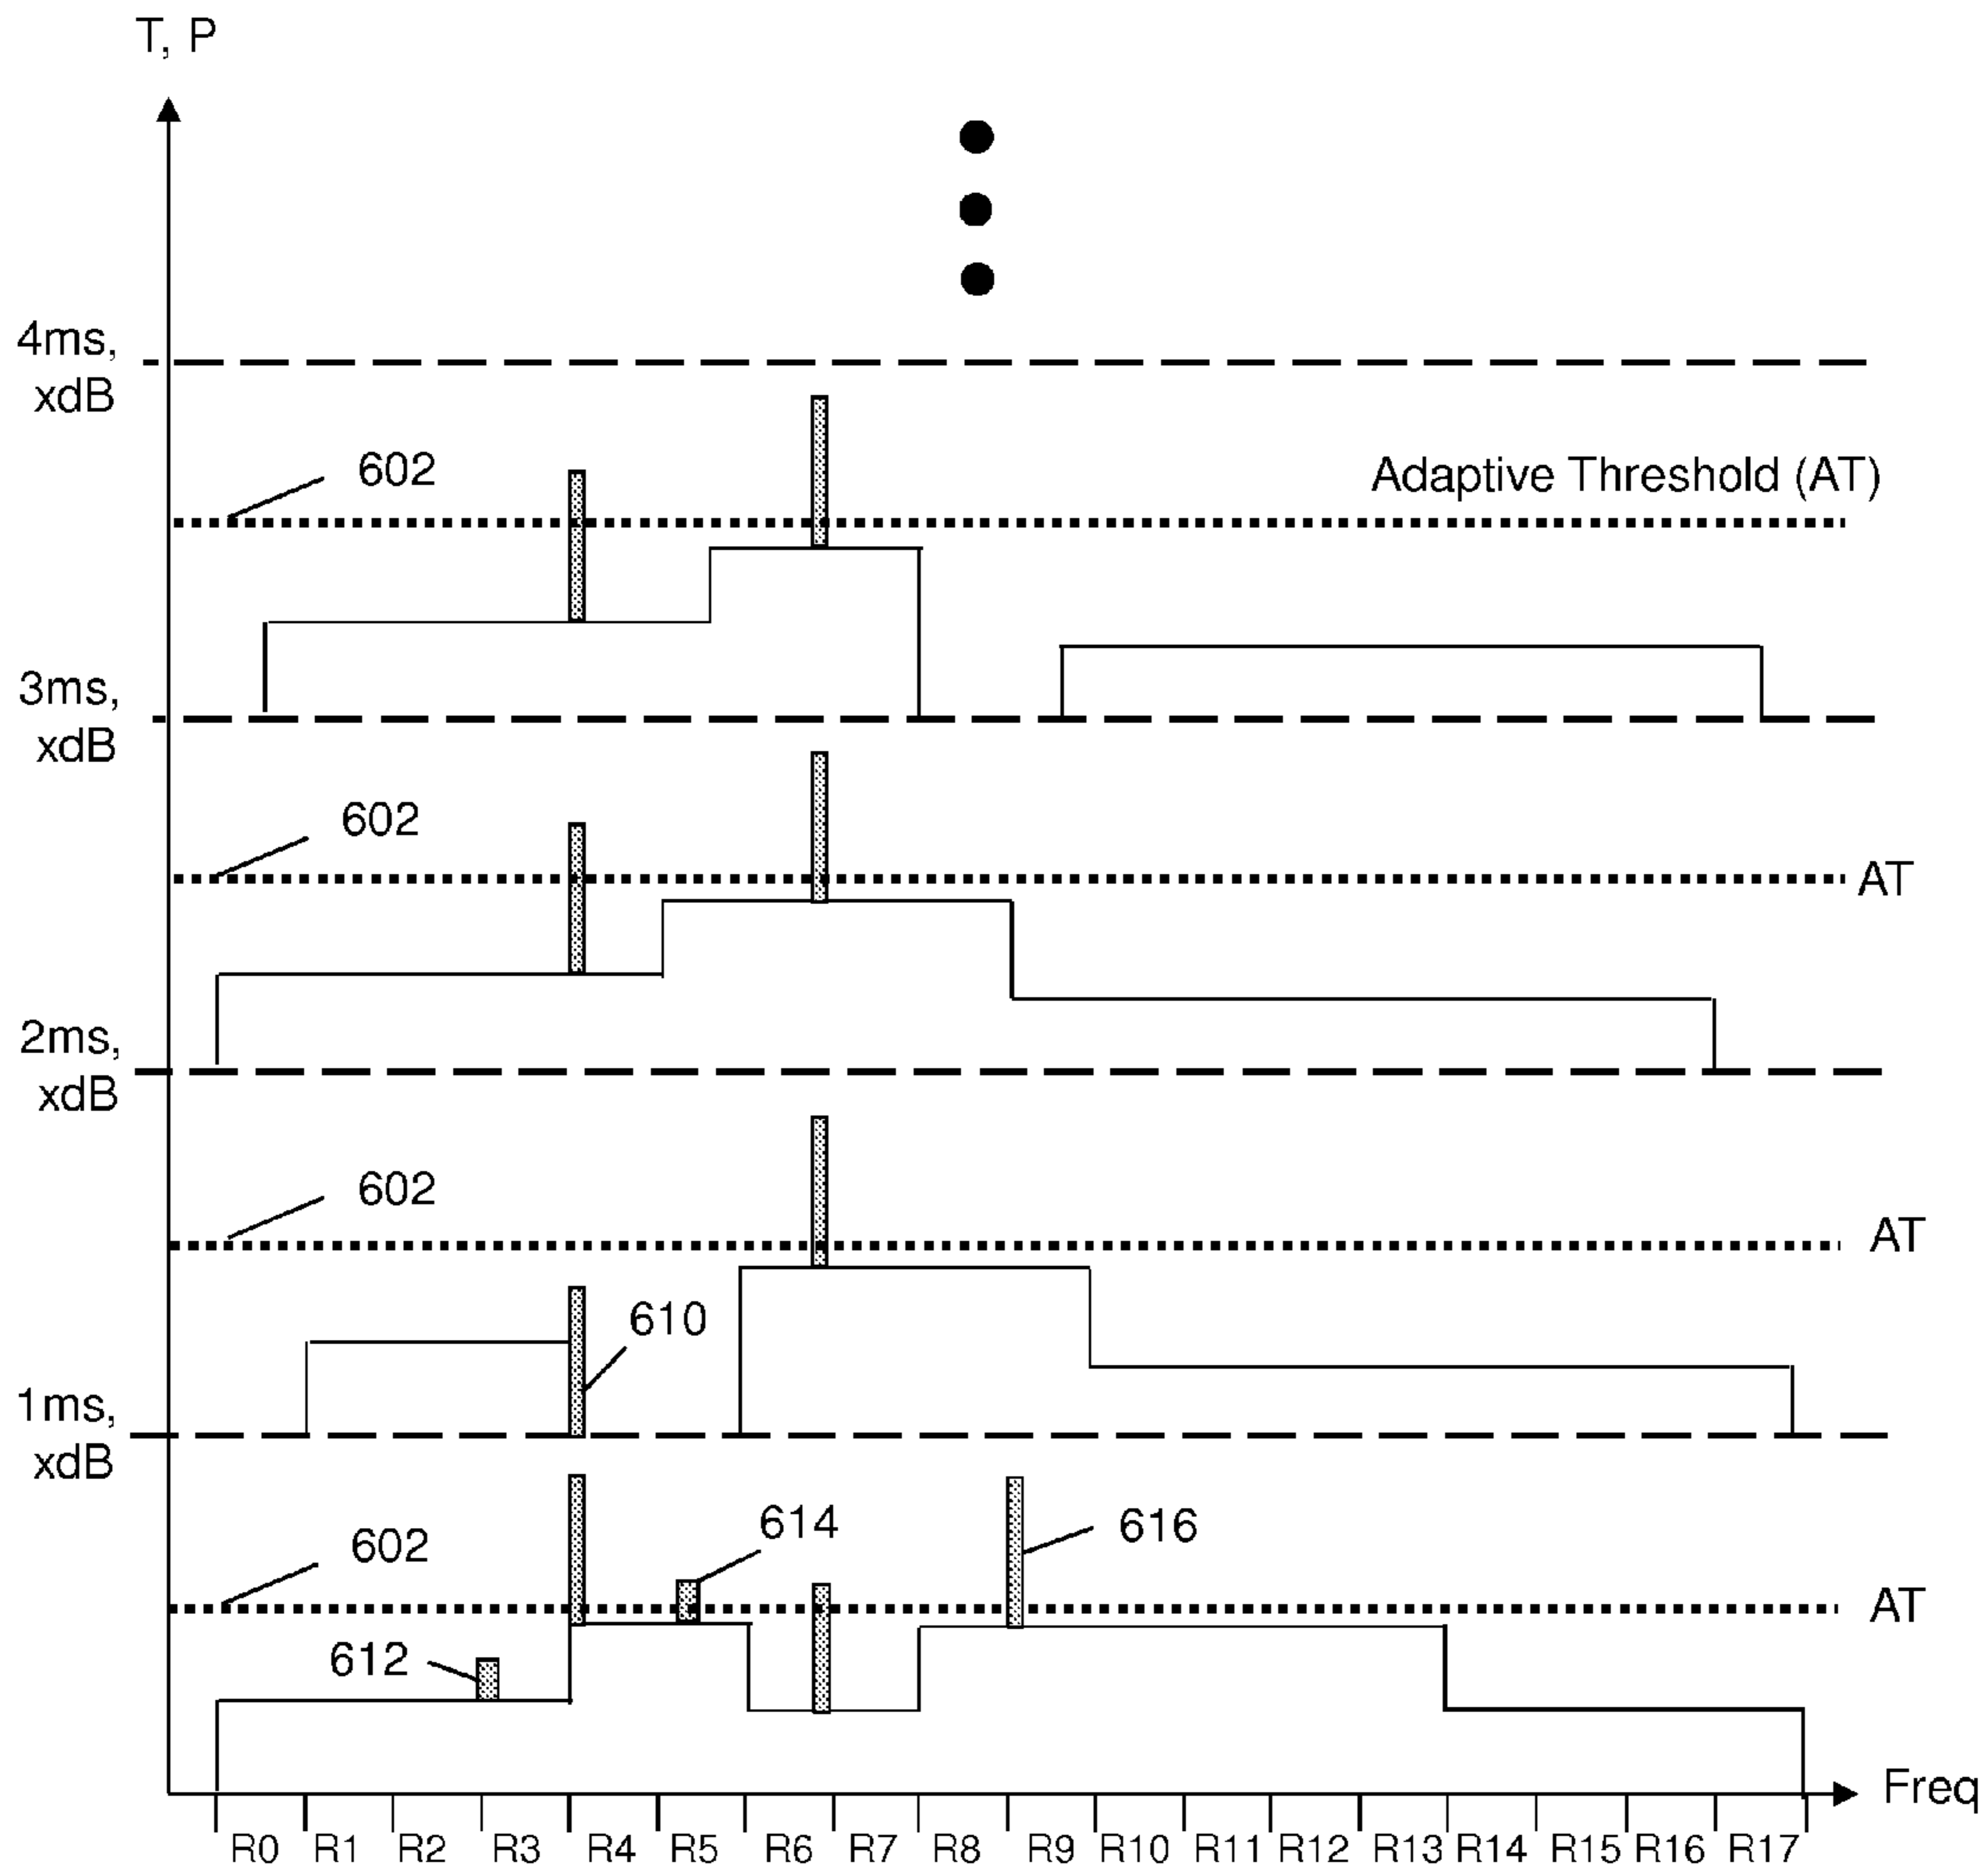 T, P
4ms,
xdB
602
Adaptive Threshold (AT)
3ms,
xdB
602
AT
2ms,
xdB
602
AT
610
1ms,
xdB
614
616
602
AT
612
Freq
R0 R1 R2 R3 R4 R5 R6 R7 R8 R9 R10 R11 R12 R13 R14 R15 R16 R17